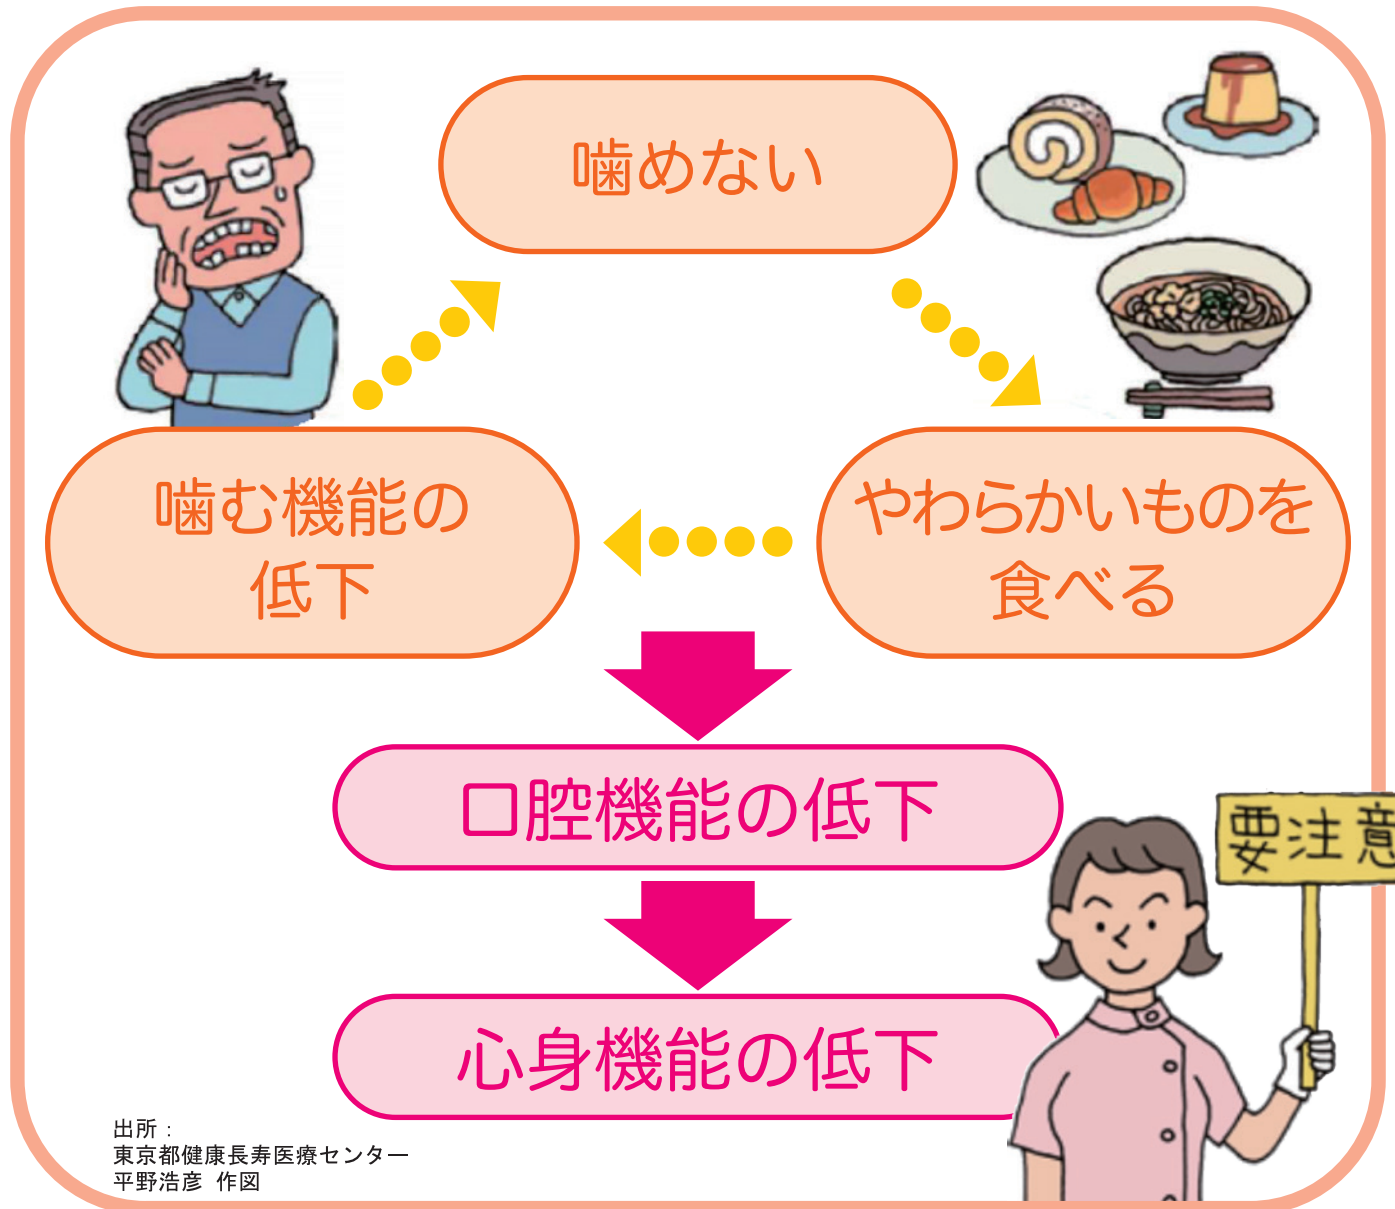 噛めない
やわらかいものを
食べる
噛む機能の
低下
口腔機能の低下
要注意
心身機能の低下
出所：
東京都健康長寿医療センター
平野浩彦 作図